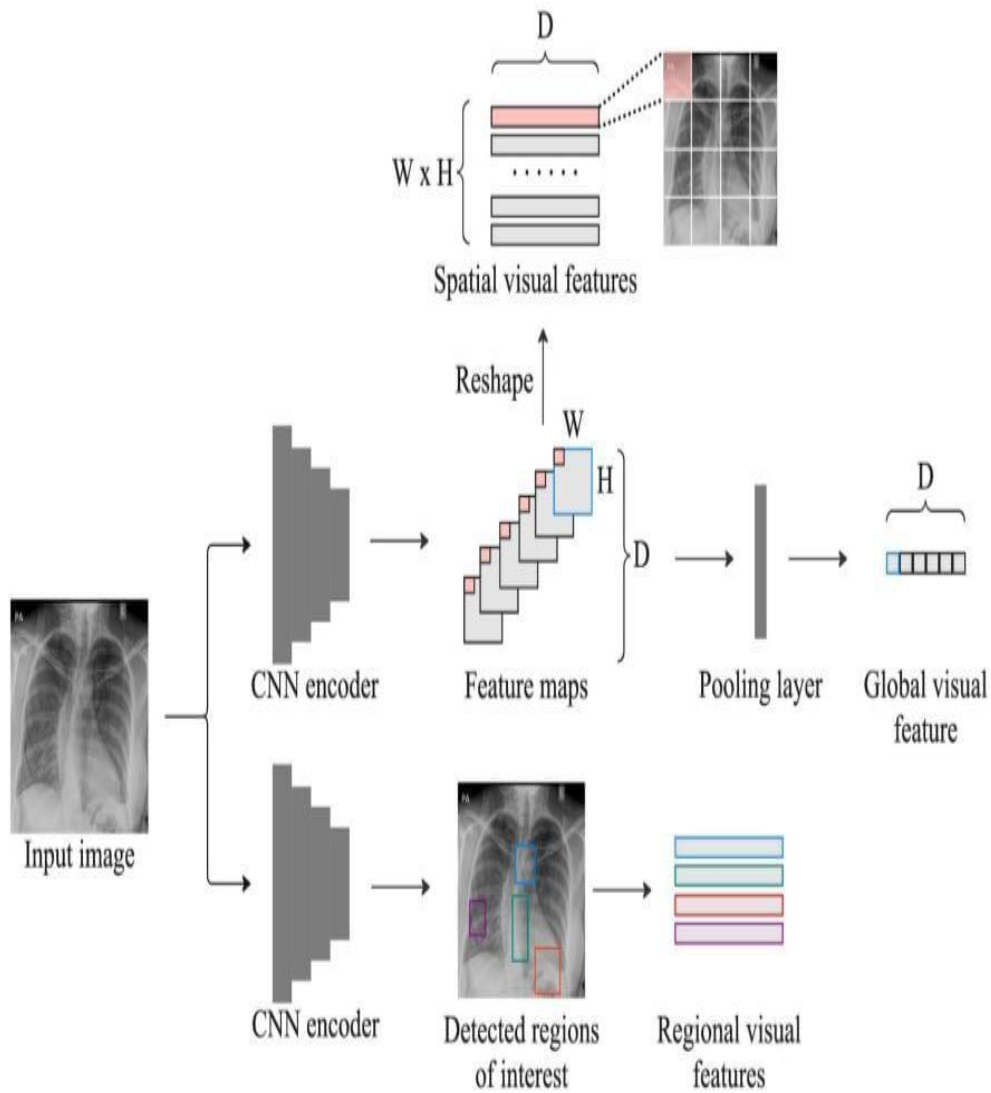 D
W x H
Spatial visual features
Reshape
W
H
D
D
CNN encoder
Feature maps
Pooling layer
Global visual
feature
Input image
CNN encoder
Detected regions
of interest
Regional visual
features